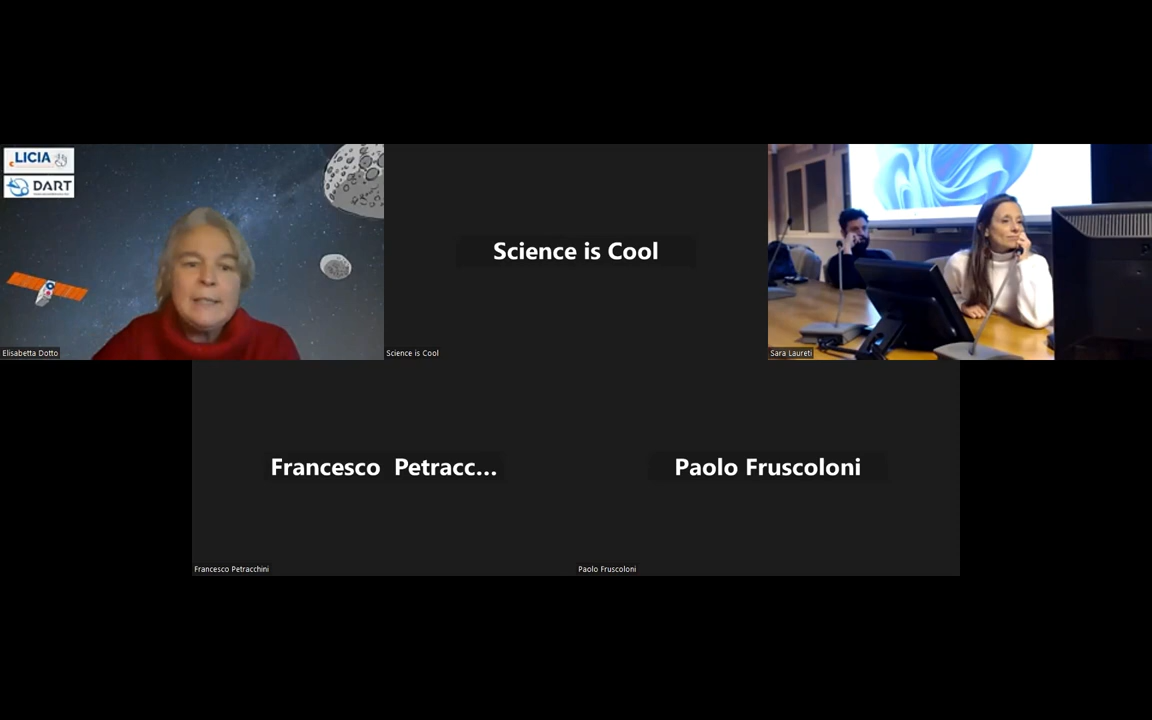 LICIA
DART
Science is Cool
Elisabetta Dotto
Science is Cool
Sara Laureti
Francesco Petracc...
Paolo Fruscoloni
Francesco Petracchini
Paolo Fruscoloni